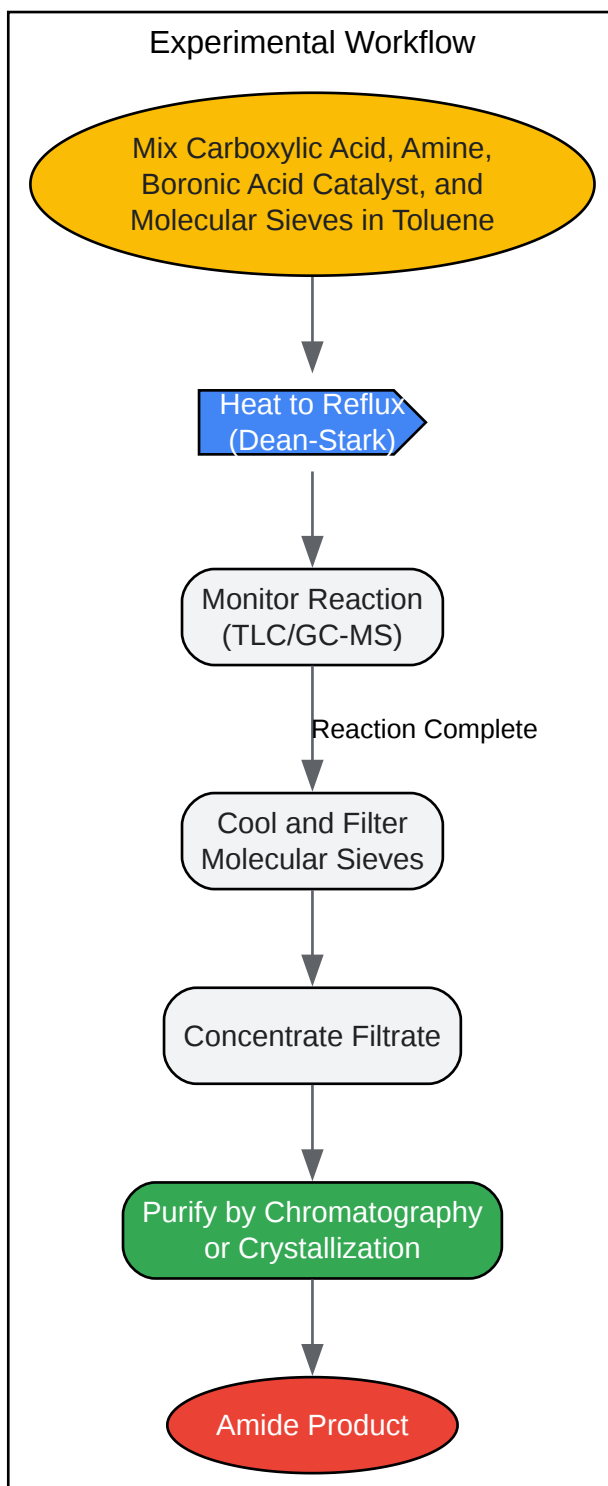 Experimental Workflow
Mix Carboxylic Acid, Amine,
Boronic Acid Catalyst, and
Molecular Sieves in Toluene
Heat to Reflux
(Dean-Stark)
Monitor Reaction
(TLC/GC-MS)
Reaction Complete
Cool and Filter
Molecular Sieves
Concentrate Filtrate
Purify by Chromatography
or Crystallization
Amide Product